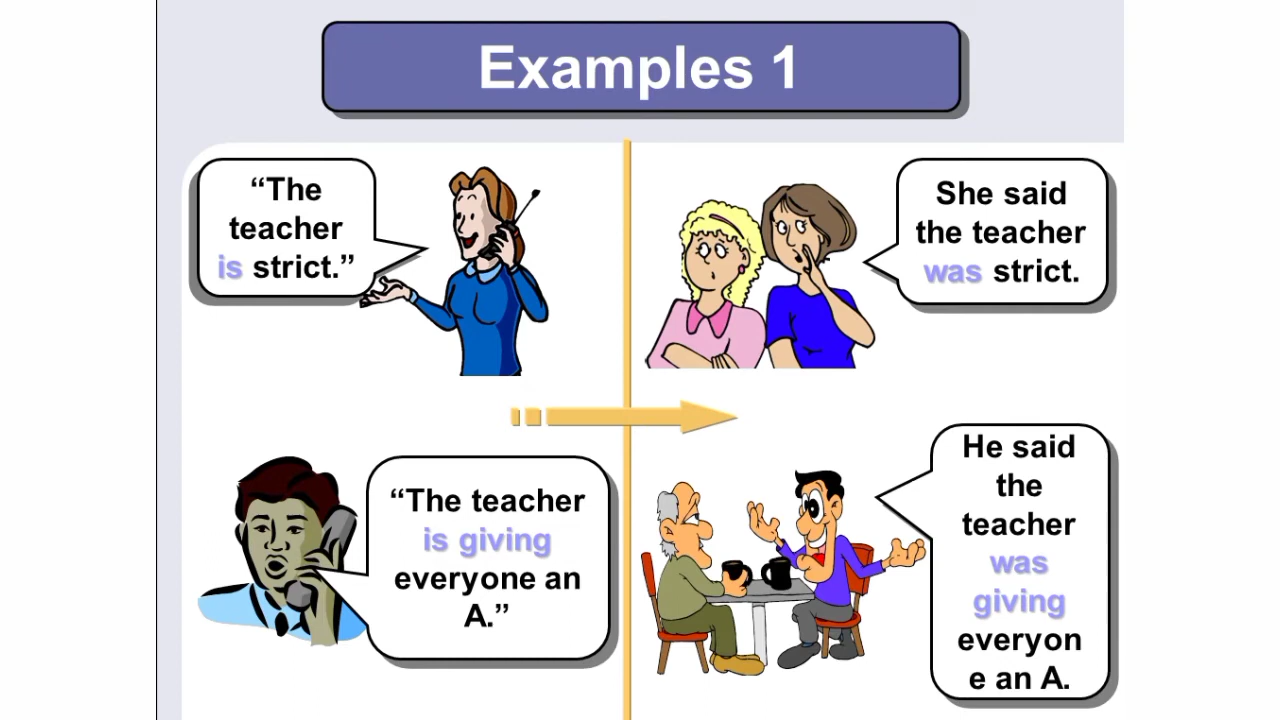 Examples 1
“The
teacher
is strict.”
She said
the teacher
was strict.
“The teacher
is giving
everyone an
A.”
He said
the
teacher
was
giving
everyon
e an A.